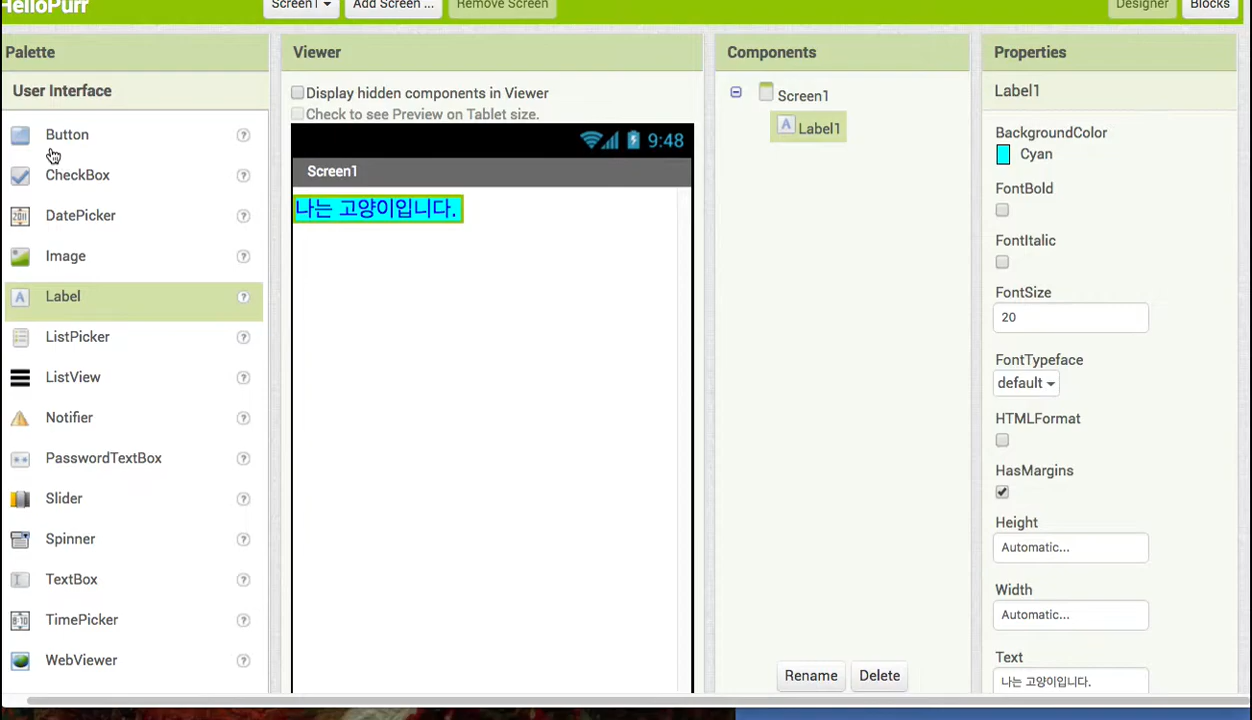 HelloPurr
Screen1
Add Screen ...
Remove Screen
Designer
Blocks
Palette
User Interface
Button
?
CheckBox
?
DatePicker
?
Image
?
Label
?
ListPicker
?
ListView
?
Notifier
?
PasswordTextBox
?
Slider
?
Spinner
?
TextBox
?
TimePicker
?
WebViewer
?
Viewer
Display hidden components in Viewer
Check to see Preview on Tablet size.
9:48
Screen1
나는 고양이입니다.
Components
Screen1
A Label1
Rename
Delete
Properties
Label1
BackgroundColor
Cyan
FontBold
FontItalic
FontSize
20
FontTypeface
default
HTMLFormat
HasMargins
Height
Automatic...
Width
Automatic...
Text
나는 고양이입니다.